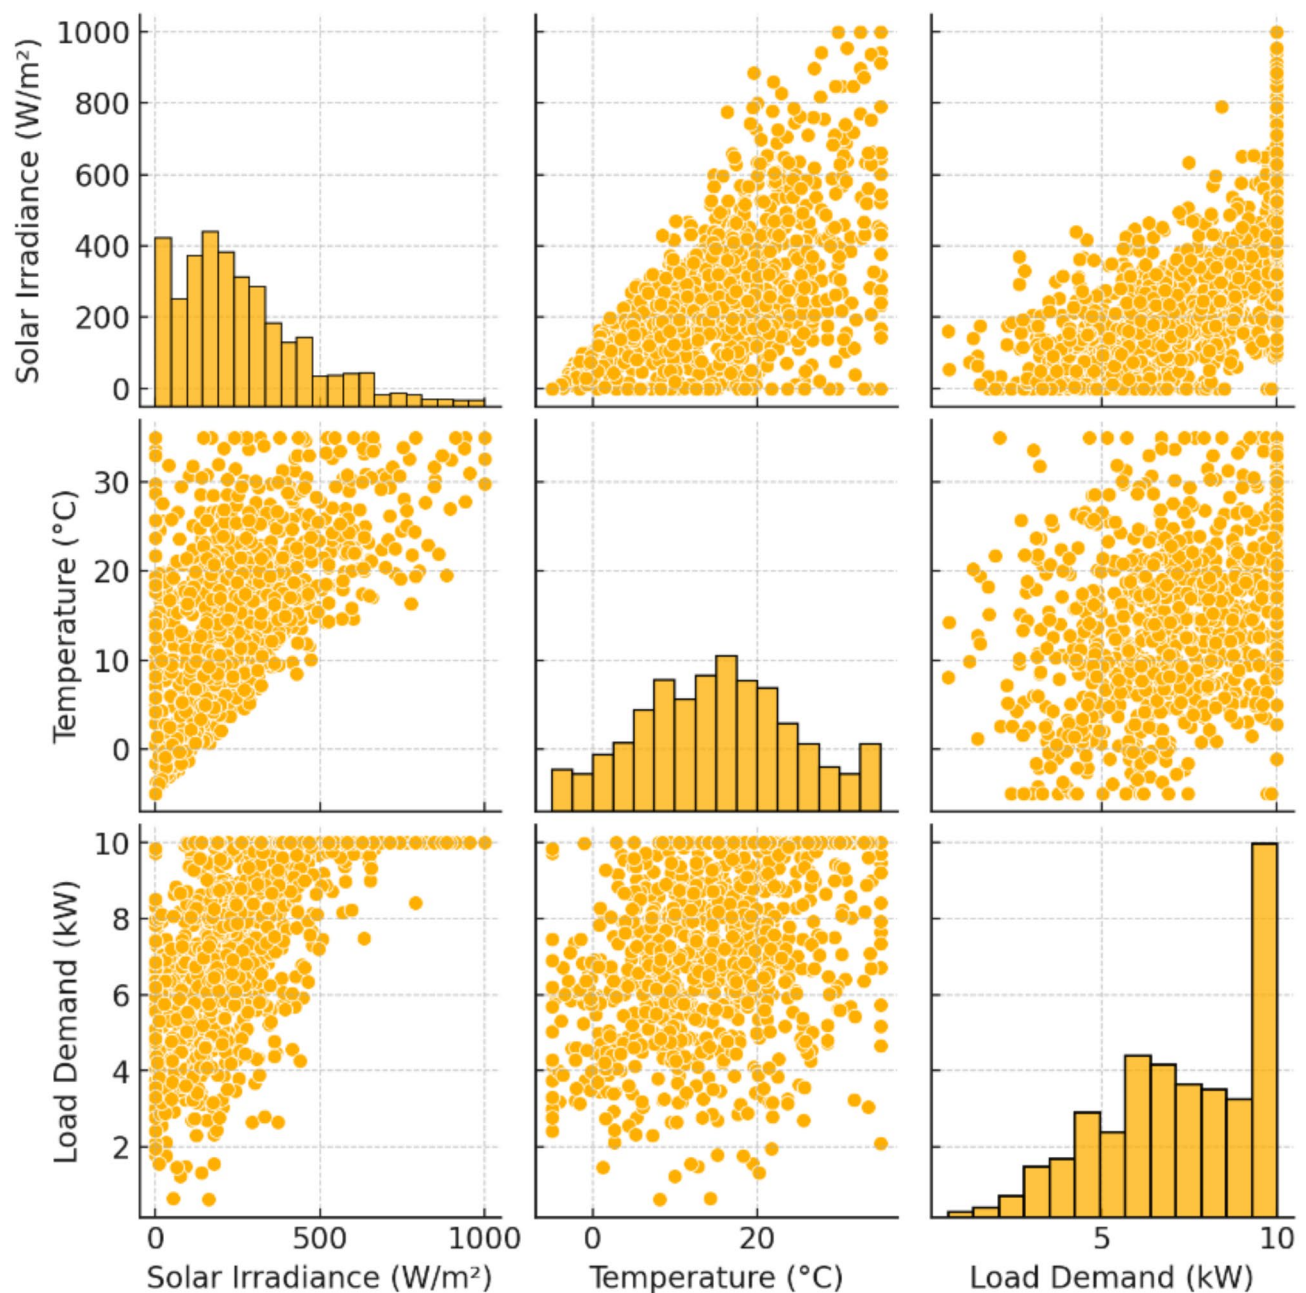 Solar Irradiance (W/m²)
1000
800
600
400
200
0
Temperature (°C)
30
20
10
0
Load Demand (kW)
10
8
6
4
2
0 500 1000
0 20
5 10
Solar Irradiance (W/m²)
Temperature (°C)
Load Demand (kW)